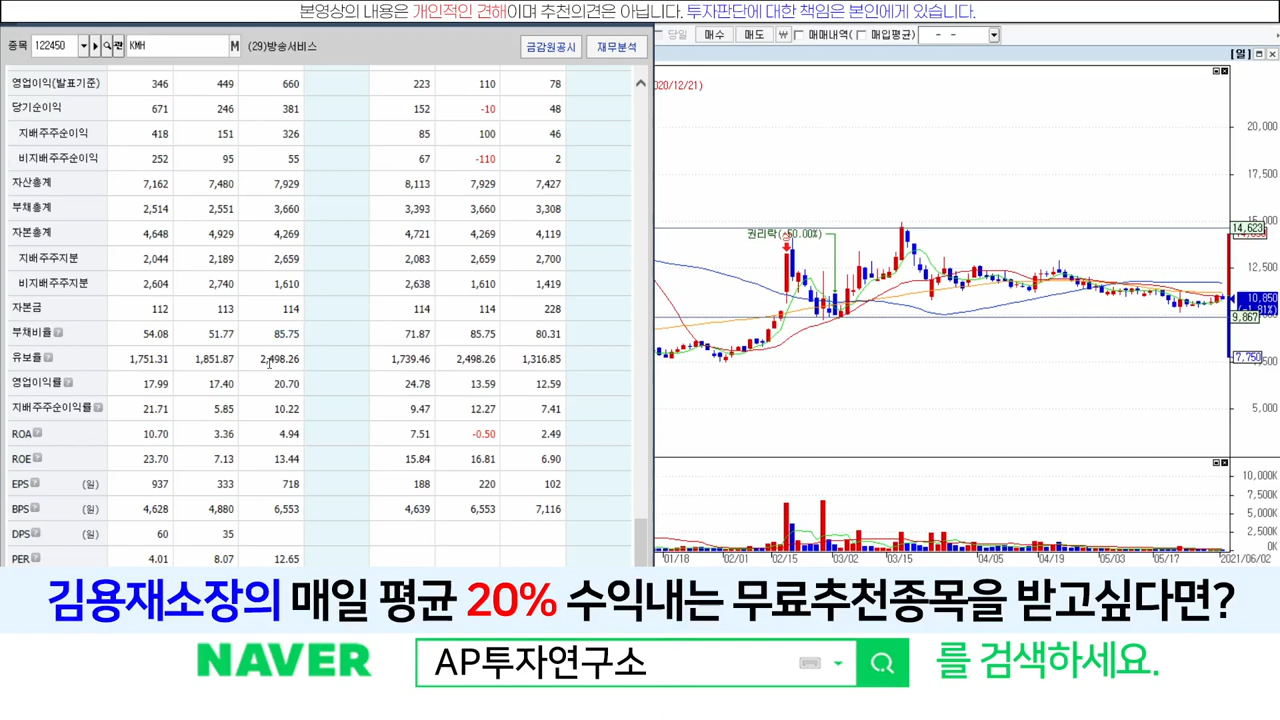 본영상의 내용은 개인적인 견해이며 추천의견은 아닙니다. 투자판단에 대한 책임은 본인에게 있습니다.
종목 122450 KMH M (29)방송서비스 금감원공시 재무분석
당일 매수 매도 ₩ 매매내역( 매입평균) - -
[일]
영업이익(발표기준) 346 449 660 223 110 78
당기순이익 671 246 381 152 -10 48
지배주주순이익 418 151 326 85 100 46
비지배주주순이익 252 95 55 67 -110 2
자산총계 7,162 7,480 7,929 8,113 7,929 7,427
부채총계 2,514 2,551 3,660 3,393 3,660 3,308
자본총계 4,648 4,929 4,269 4,721 4,269 4,119
지배주주지분 2,044 2,189 2,659 2,083 2,659 2,700
비지배주주지분 2,604 2,740 1,610 2,638 1,610 1,419
자본금 112 113 114 114 114 228
부채비율 54.08 51.77 85.75 71.87 85.75 80.31
유보율 1,751.31 1,851.87 2,498.26 1,739.46 2,498.26 1,316.85
영업이익률 17.99 17.40 20.70 24.78 13.59 12.59
지배주주순이익률 21.71 5.85 10.22 9.47 12.27 7.41
ROA 10.70 3.36 4.94 7.51 -0.50 2.49
ROE 23.70 7.13 13.44 15.84 16.81 6.90
EPS (원) 937 333 718 188 220 102
BPS (원) 4,628 4,880 6,553 4,639 6,553 7,116
DPS (원) 60 35
PER 4.01 8.07 12.65
020/12/21)
권리락(-50.00%)
20,000
17,500
15,000
14,623
12,500
10,850
(-1.81%)
9,867
7,750
5,000
10,000K
7,500K
5,000K
2,500K
0K
01/18 02/01 02/15 03/02 03/15 04/05 04/19 05/03 05/17 2021/06/02
김용재소장의 매일 평균 20% 수익내는 무료추천종목을 받고싶다면?
NAVER AP투자연구소 를 검색하세요.